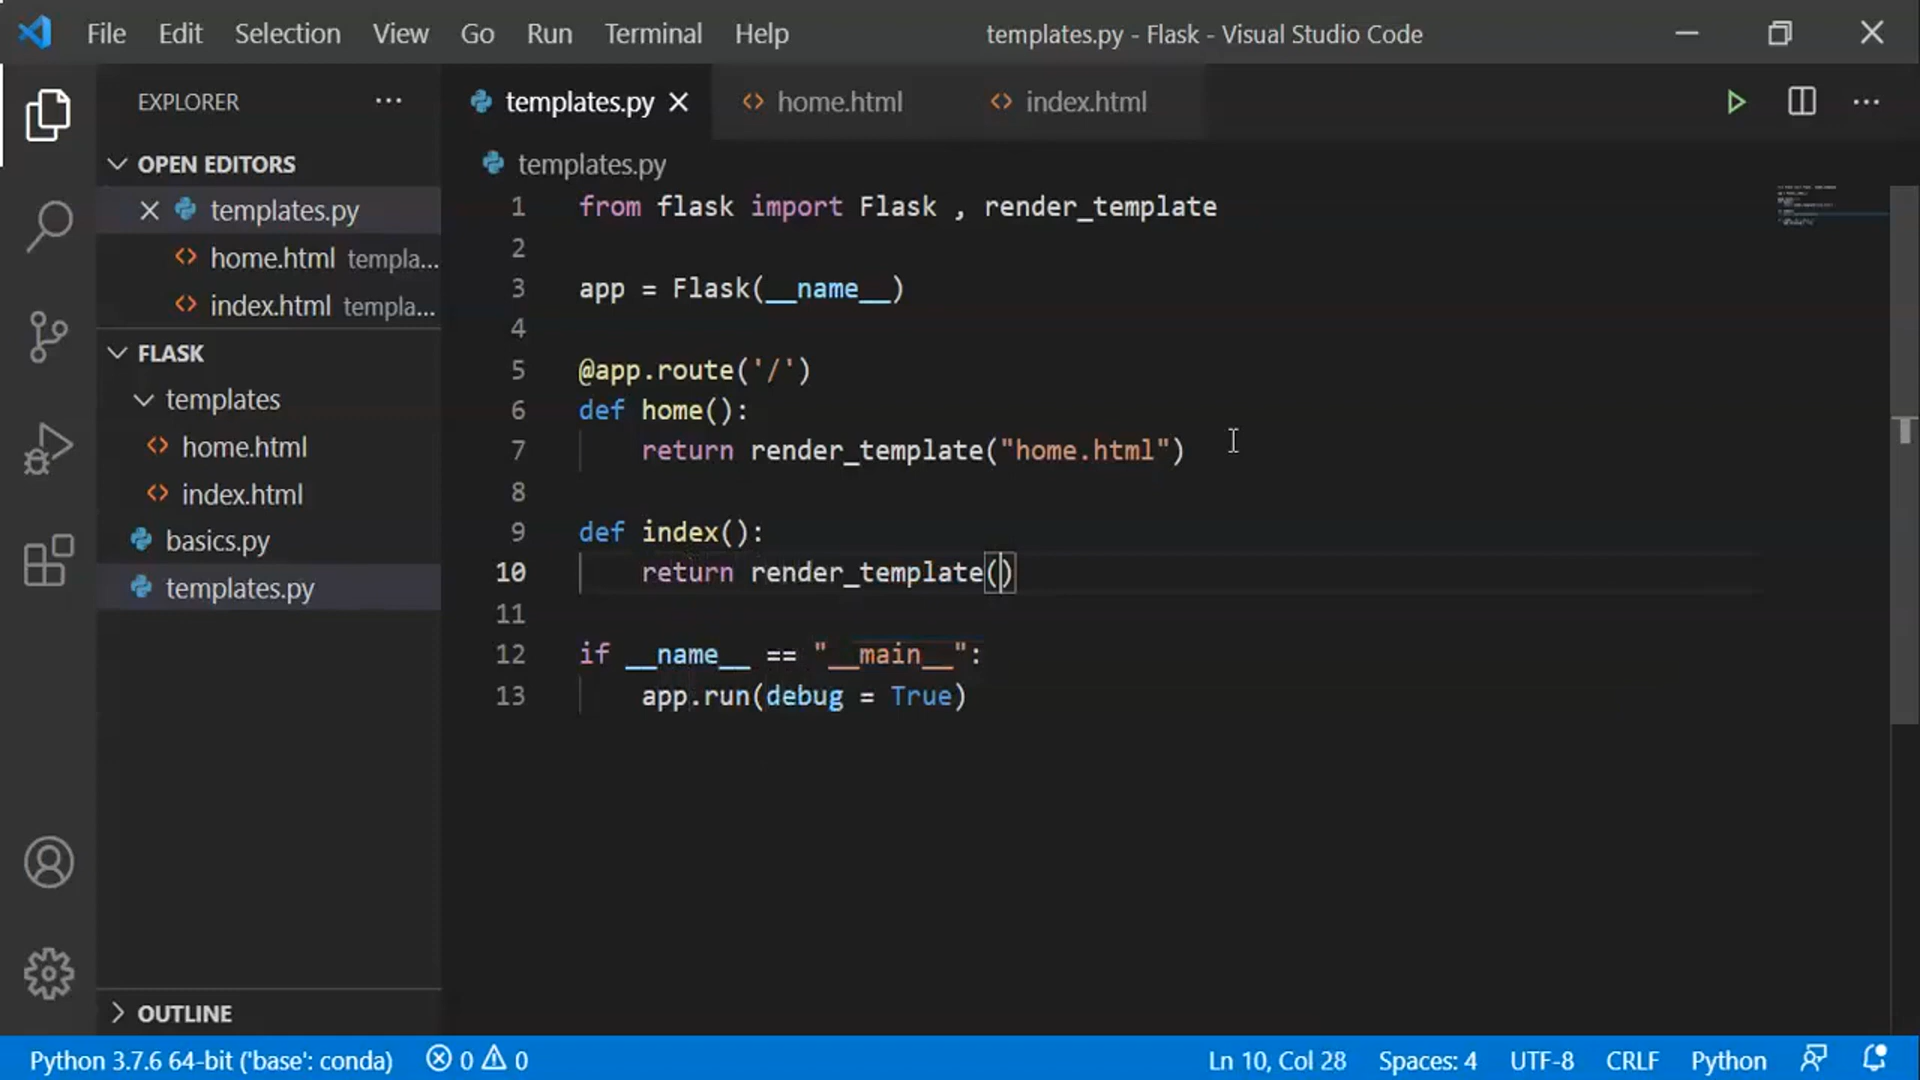 File Edit Selection View Go Run Terminal Help templates.py - Flask - Visual Studio Code
EXPLORER ···
templates.py home.html index.html
OPEN EDITORS
templates.py
home.html templa...
index.html templa...
FLASK
templates
home.html
index.html
basics.py
templates.py
OUTLINE
templates.py
1 from flask import Flask , render_template
2
3 app = Flask(__name__)
4
5 @app.route('/')
6 def home():
7 return render_template("home.html")
8
9 def index():
10 return render_template()
11
12 if __name__ == "__main__":
13 app.run(debug = True)
Python 3.7.6 64-bit ('base': conda) 0 0 Ln 10, Col 28 Spaces: 4 UTF-8 CRLF Python